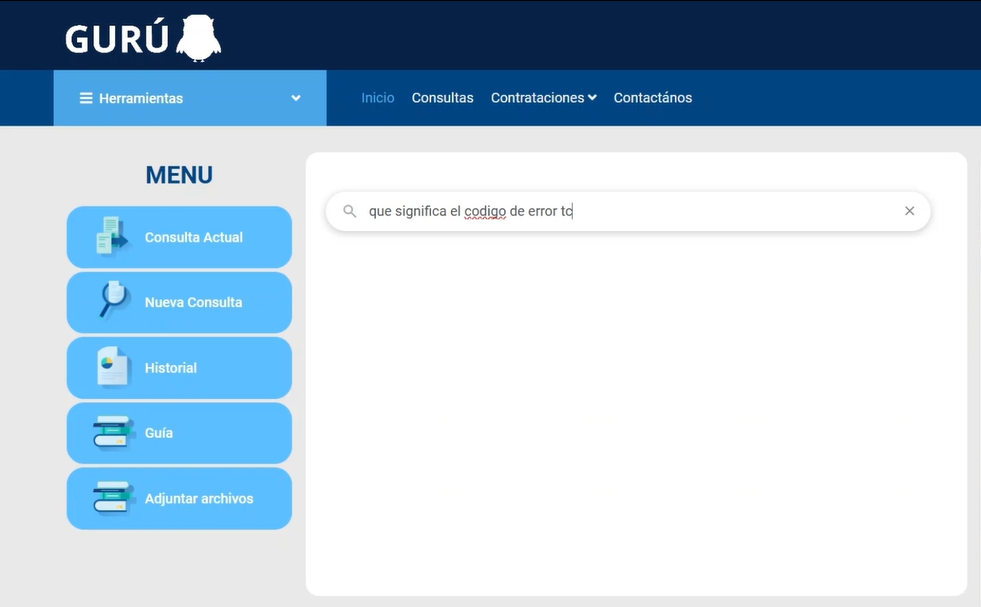 GURÚ
Herramientas
Inicio Consultas Contrataciones Contactános
MENU
que significa el codigo de error tc
Consulta Actual
Nueva Consulta
Historial
Guía
Adjuntar archivos